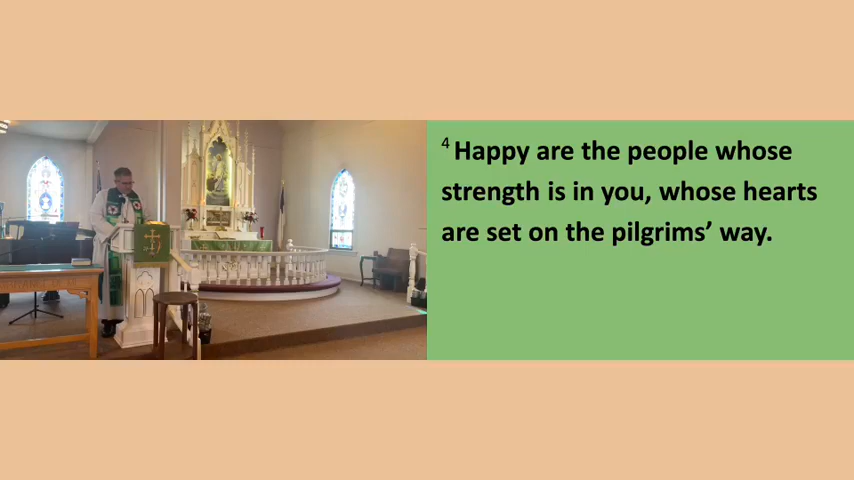 4 Happy are the people whose
strength is in you, whose hearts
are set on the pilgrims’ way.